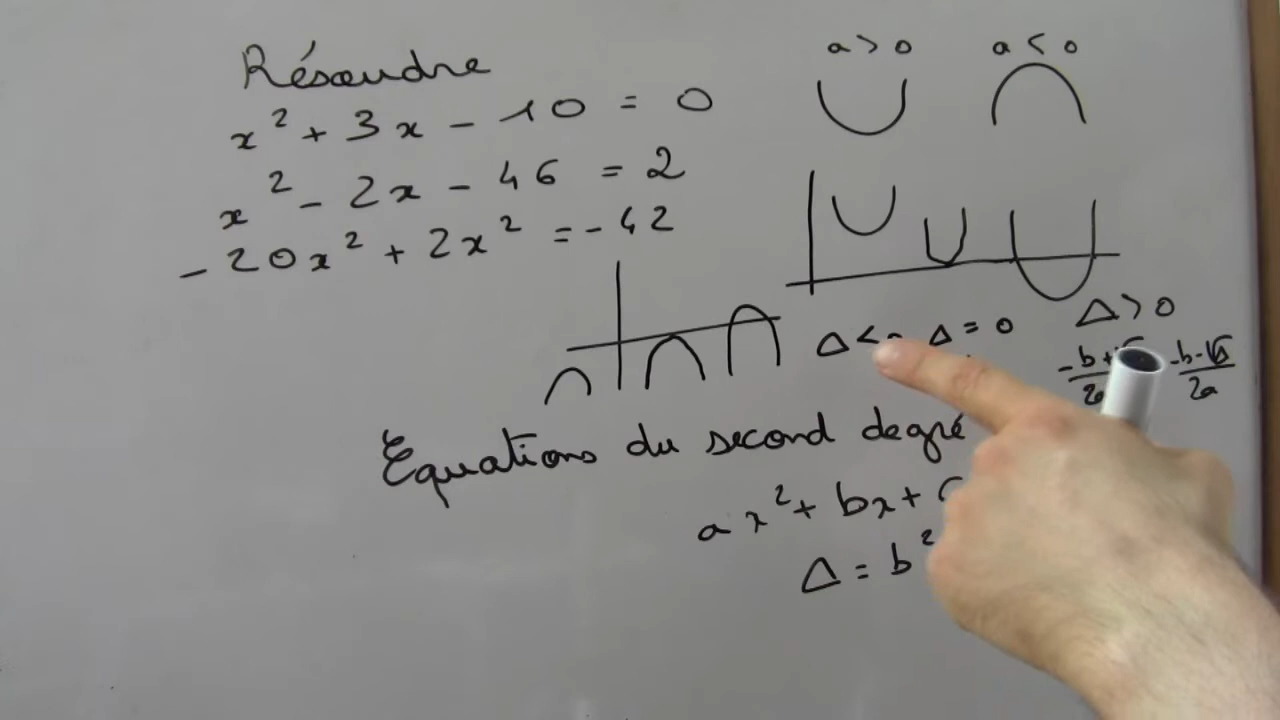 Résoudre
x² + 3x - 10 = 0
x² - 2x - 46 = 2
-20x² + 2x² = -42
a > 0 a < 0
Δ < Δ = 0 Δ > 0
-b + 2a -b-√Δ / 2a
Equations du second degré
ax² + bx + c
Δ = b²